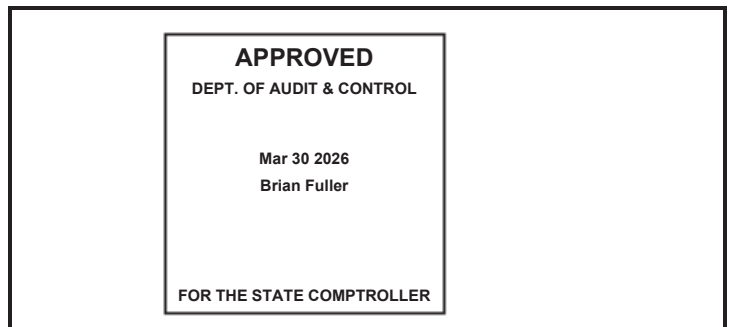 APPROVED
DEPT. OF AUDIT & CONTROL
Mar 30 2026
Brian Fuller
FOR THE STATE COMPTROLLER